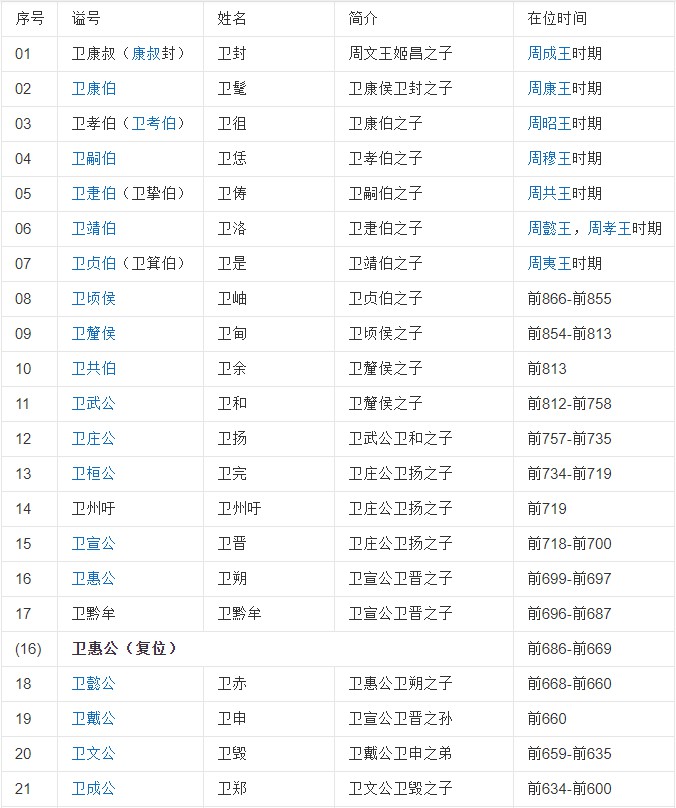 序号 谥号 姓名 简介 在位时间
01 卫康叔（康叔封） 卫封 周文王姬昌之子 周成王时期
02 卫康伯 卫髦 卫康侯卫封之子 周康王时期
03 卫孝伯（卫考伯） 卫徂 卫康伯之子 周昭王时期
04 卫嗣伯 卫恁 卫孝伯之子 周穆王时期
05 卫疌伯（卫挚伯） 卫俦 卫嗣伯之子 周共王时期
06 卫靖伯 卫洛 卫疌伯之子 周懿王，周孝王时期
07 卫贞伯（卫箕伯） 卫是 卫靖伯之子 周夷王时期
08 卫顷侯 卫岫 卫贞伯之子 前866-前855
09 卫釐侯 卫甸 卫顷侯之子 前854-前813
10 卫共伯 卫余 卫釐侯之子 前813
11 卫武公 卫和 卫釐侯之子 前812-前758
12 卫庄公 卫扬 卫武公卫和之子 前757-前735
13 卫桓公 卫完 卫庄公卫扬之子 前734-前719
14 卫州吁 卫州吁 卫庄公卫扬之子 前719
15 卫宣公 卫晋 卫庄公卫扬之子 前718-前700
16 卫惠公 卫朔 卫宣公卫晋之子 前699-前697
17 卫黔牟 卫黔牟 卫宣公卫晋之子 前696-前687
(16) 卫惠公（复位） 前686-前669
18 卫懿公 卫赤 卫惠公卫朔之子 前668-前660
19 卫戴公 卫申 卫宣公卫晋之孙 前660
20 卫文公 卫毁 卫戴公卫申之弟 前659-前635
21 卫成公 卫郑 卫文公卫毁之子 前634-前600